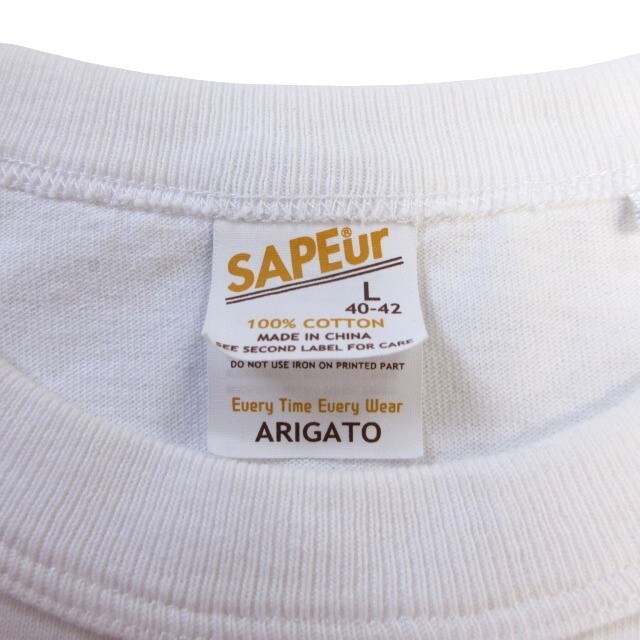 SAPEur®
L
40-42
100% COTTON
MADE IN CHINA
SEE SECOND LABEL FOR CARE
DO NOT USE IRON ON PRINTED PART
Every Time Every Wear
ARIGATO